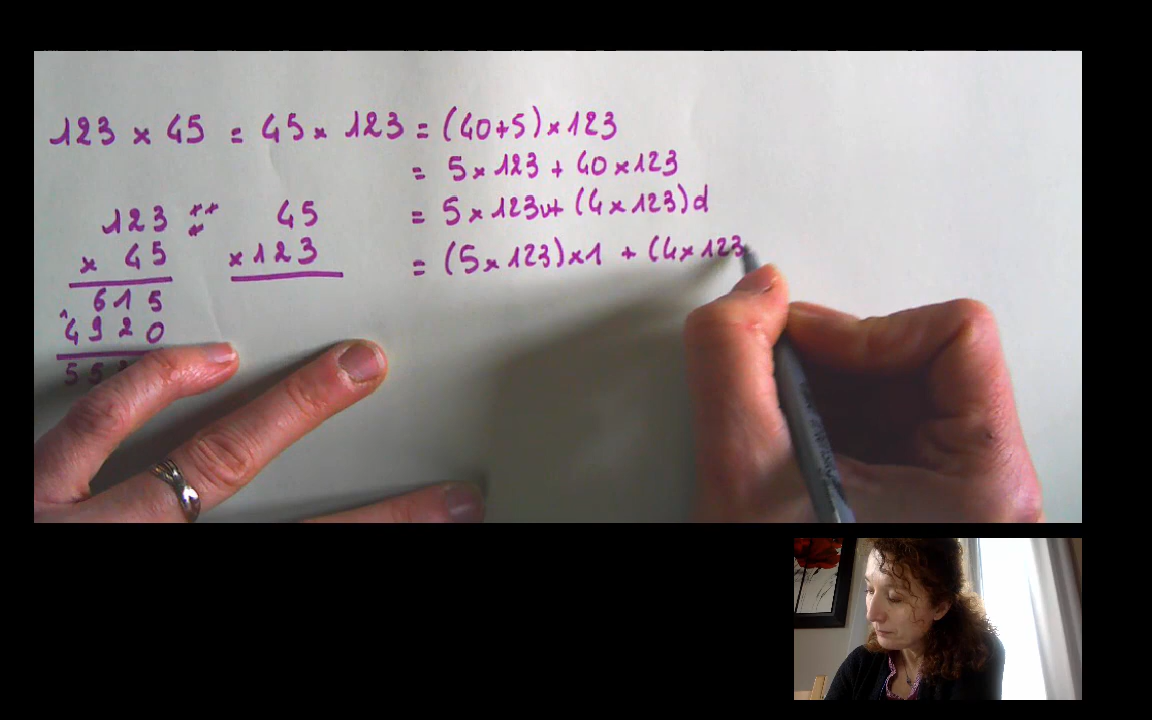 123 × 45 = 45 × 123 = (40+5)×123
= 5×123 + 40×123
= 5×123u+ (4×123)d
= (5×123)×1 + (4×123
123
× 45
615
4920
55
45
×123